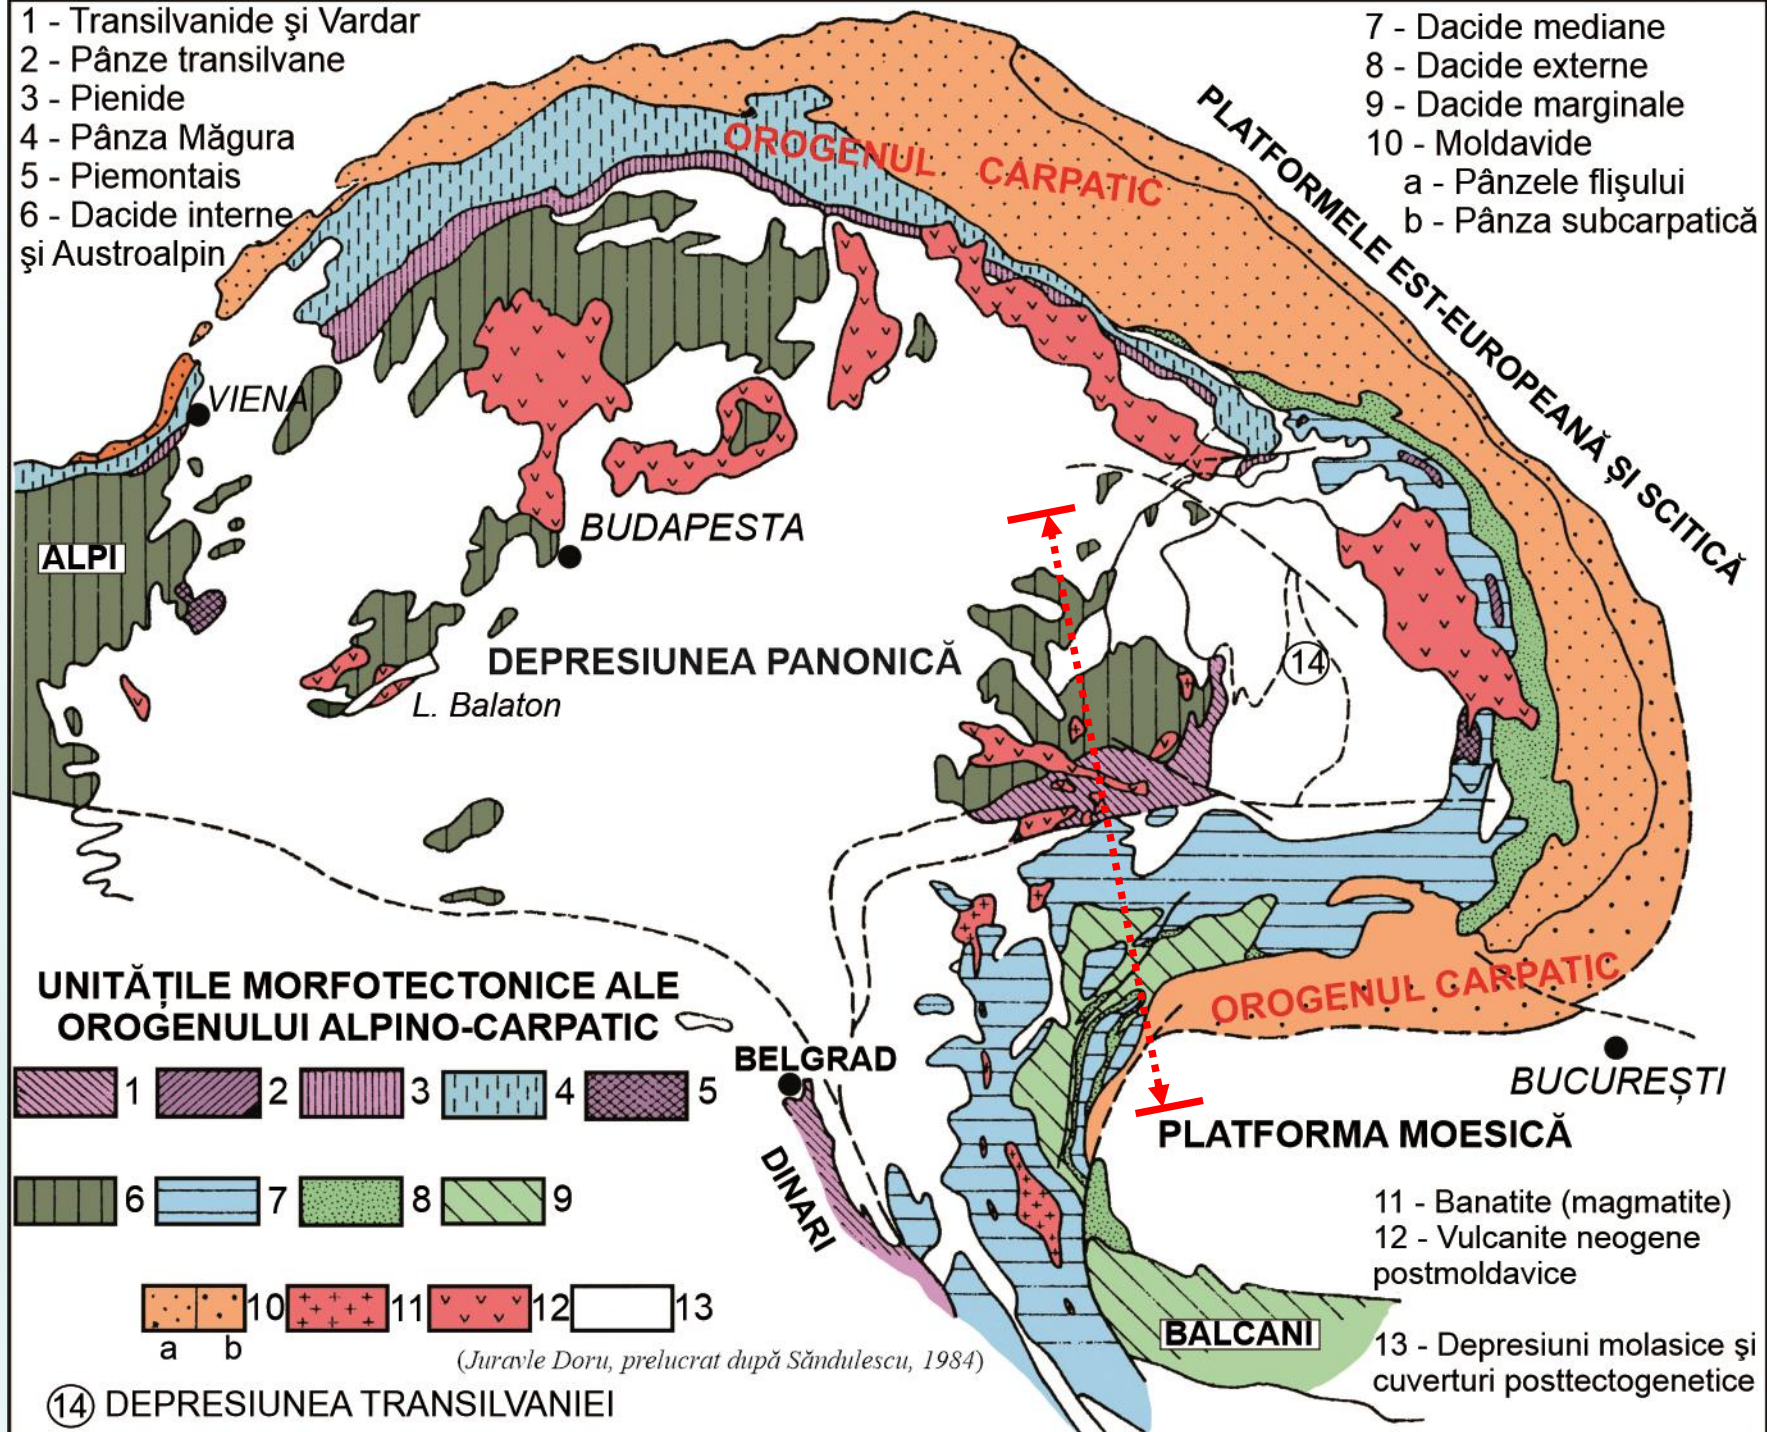 1 - Transilvanide şi Vardar
2 - Pânze transilvane
3 - Pienide
4 - Pânza Măgura
5 - Piemontais
6 - Dacide interne
şi Austroalpin
7 - Dacide mediane
8 - Dacide externe
9 - Dacide marginale
10 - Moldavide
a - Pânzele flişului
b - Pânza subcarpatică
PLATFORMELE EST-EUROPEANĂ ŞI SCITICĂ
OROGENUL CARPATIC
VIENA
BUDAPESTA
ALPI
DEPRESIUNEA PANONICĂ
L. Balaton
14
OROGENUL CARPATIC
UNITĂȚILE MORFOTECTONICE ALE
OROGENULUI ALPINO-CARPATIC
BELGRAD
BUCUREȘTI
PLATFORMA MOESICĂ
DINARI
BALCANI
1 2 3 4 5
6 7 8 9
10 11 12 13
a b
11 - Banatite (magmatite)
12 - Vulcanite neogene
postmoldavice
13 - Depresiuni molasice şi
cuverturi posttectogenetice
(Juravle Doru, prelucrat după Săndulescu, 1984)
14 DEPRESIUNEA TRANSILVANIEI